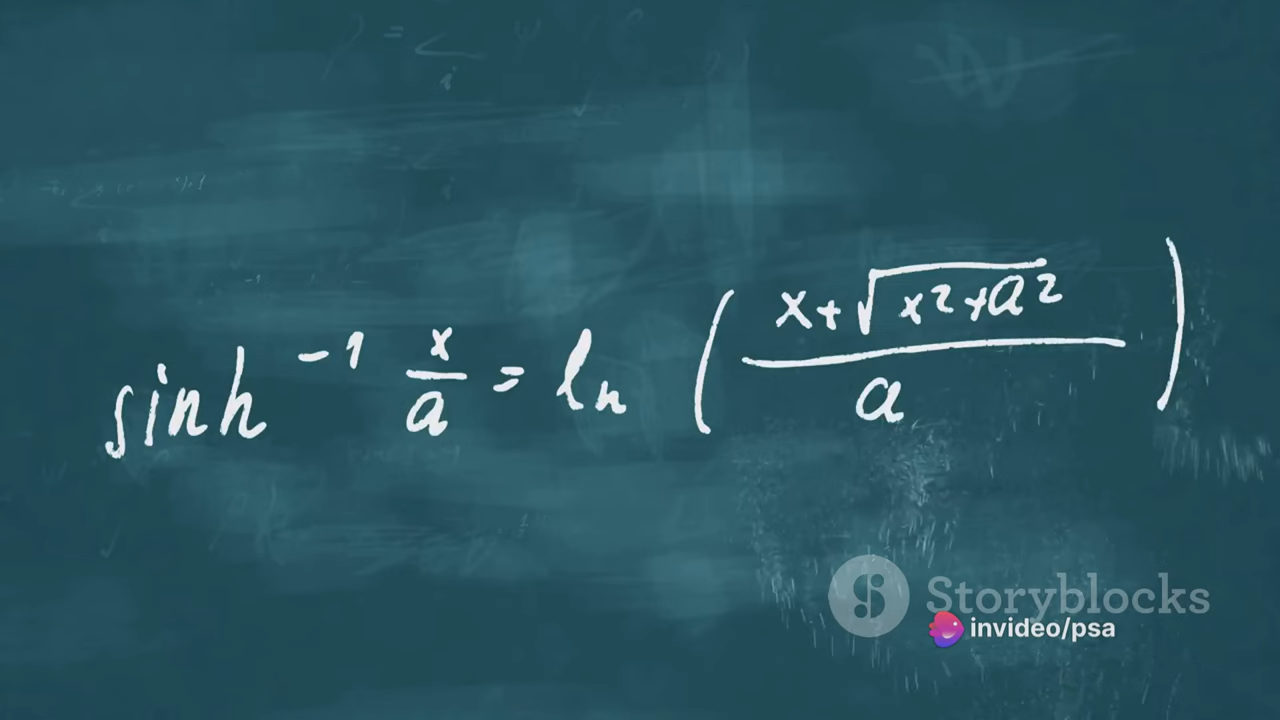 sinh⁻¹ x/a = ln ( (x+√(x²+a²))/a )
Storyblocks
invideo/psa